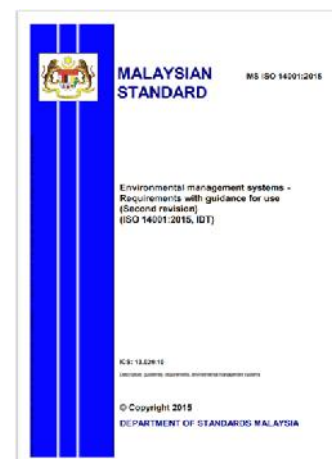 MALAYSIAN
STANDARD
MS ISO 14001:2015
Environmental management systems -
Requirements with guidance for use
(Second revision)
(ISO 14001:2015, IDT)
ICS: 13.020.10
© Copyright 2015
DEPARTMENT OF STANDARDS MALAYSIA